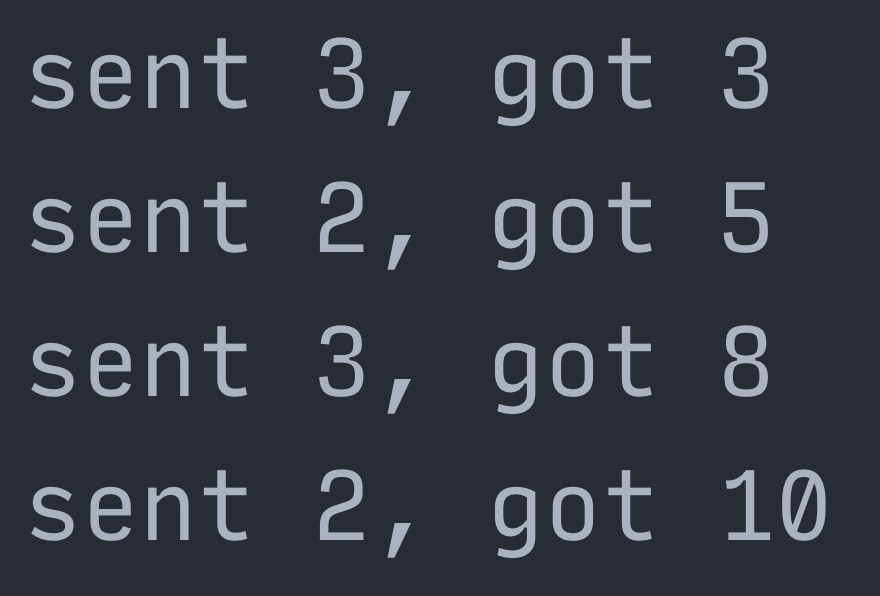 sent 3, got 3
sent 2, got 5
sent 3, got 8
sent 2, got 10